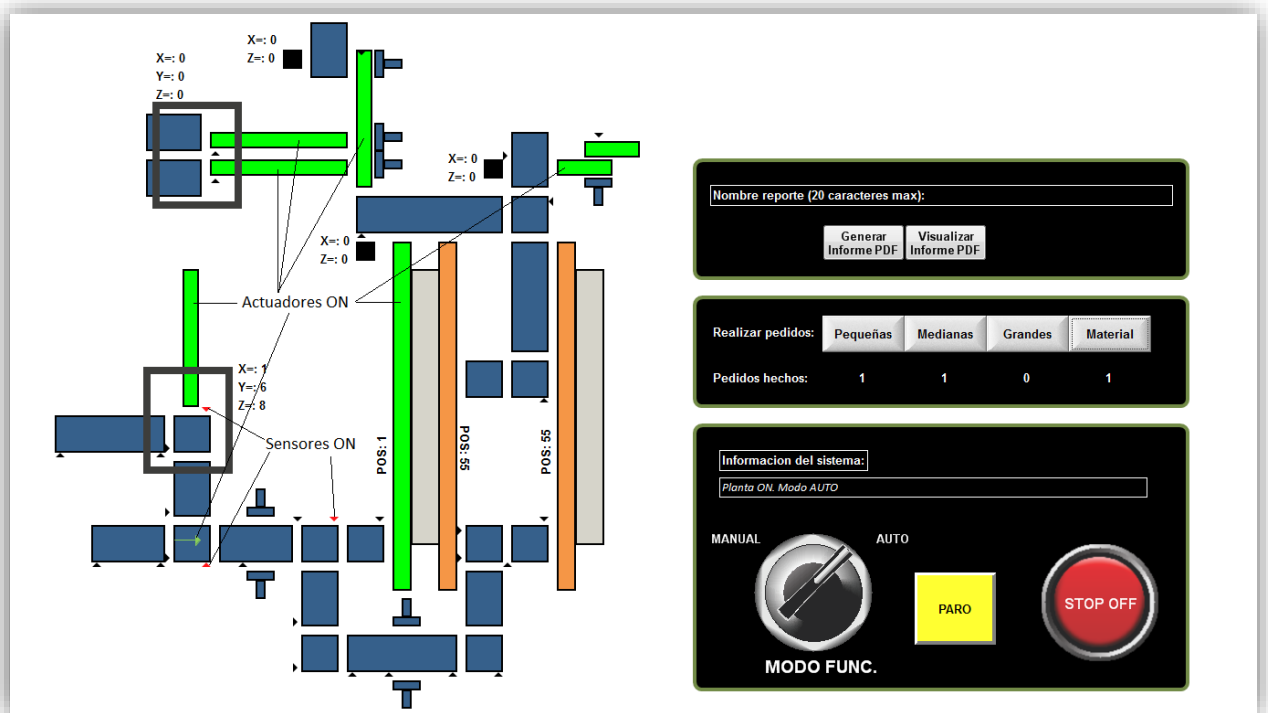 X=: 0
Z=: 0
X=: 0
Y=: 0
Z=: 0
X=: 0
Z=: 0
X=: 0
Z=: 0
Actuadores ON
X=: 1
Y=: 6
Z=: 8
Sensores ON
POS: 1
POS: 55
POS: 55
Nombre reporte (20 caracteres max):
Generar
Informe PDF
Visualizar
Informe PDF
Realizar pedidos:
Pequeñas
Medianas
Grandes
Material
Pedidos hechos:
1
1
0
1
Informacion del sistema:
Planta ON. Modo AUTO
MANUAL
AUTO
PARO
STOP OFF
MODO FUNC.